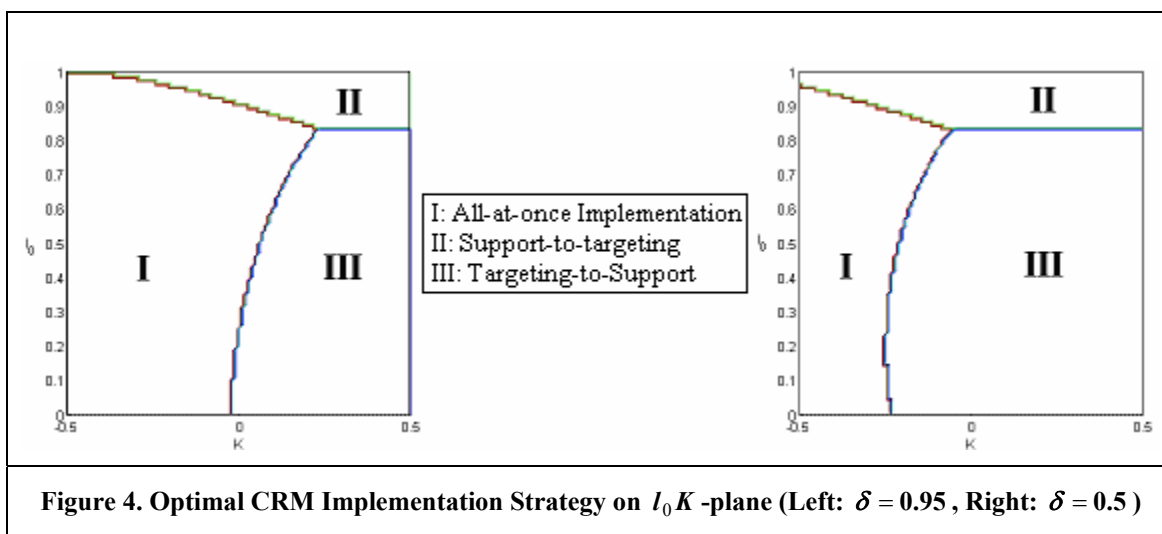 1
0.9
0.8
0.7
0.6
0.5
0.4
0.3
0.2
0.1
0
l₀
-0.5
0
0.5
K
I
II
III
I: All-at-once Implementation
II: Support-to-targeting
III: Targeting-to-Support
1
0.9
0.8
0.7
0.6
0.5
0.4
0.3
0.2
0.1
0
l₀
-0.5
0
0.5
K
I
II
III
Figure 4. Optimal CRM Implementation Strategy on l₀K -plane (Left: δ = 0.95 , Right: δ = 0.5 )